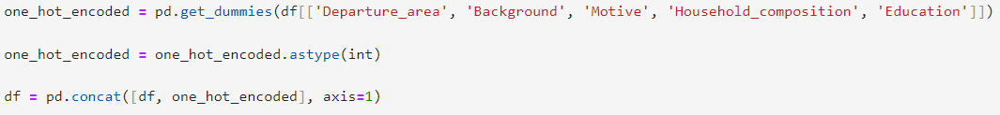 one_hot_encoded = pd.get_dummies(df[['Departure_area', 'Background', 'Motive', 'Household_composition', 'Education']])
one_hot_encoded = one_hot_encoded.astype(int)
df = pd.concat([df, one_hot_encoded], axis=1)